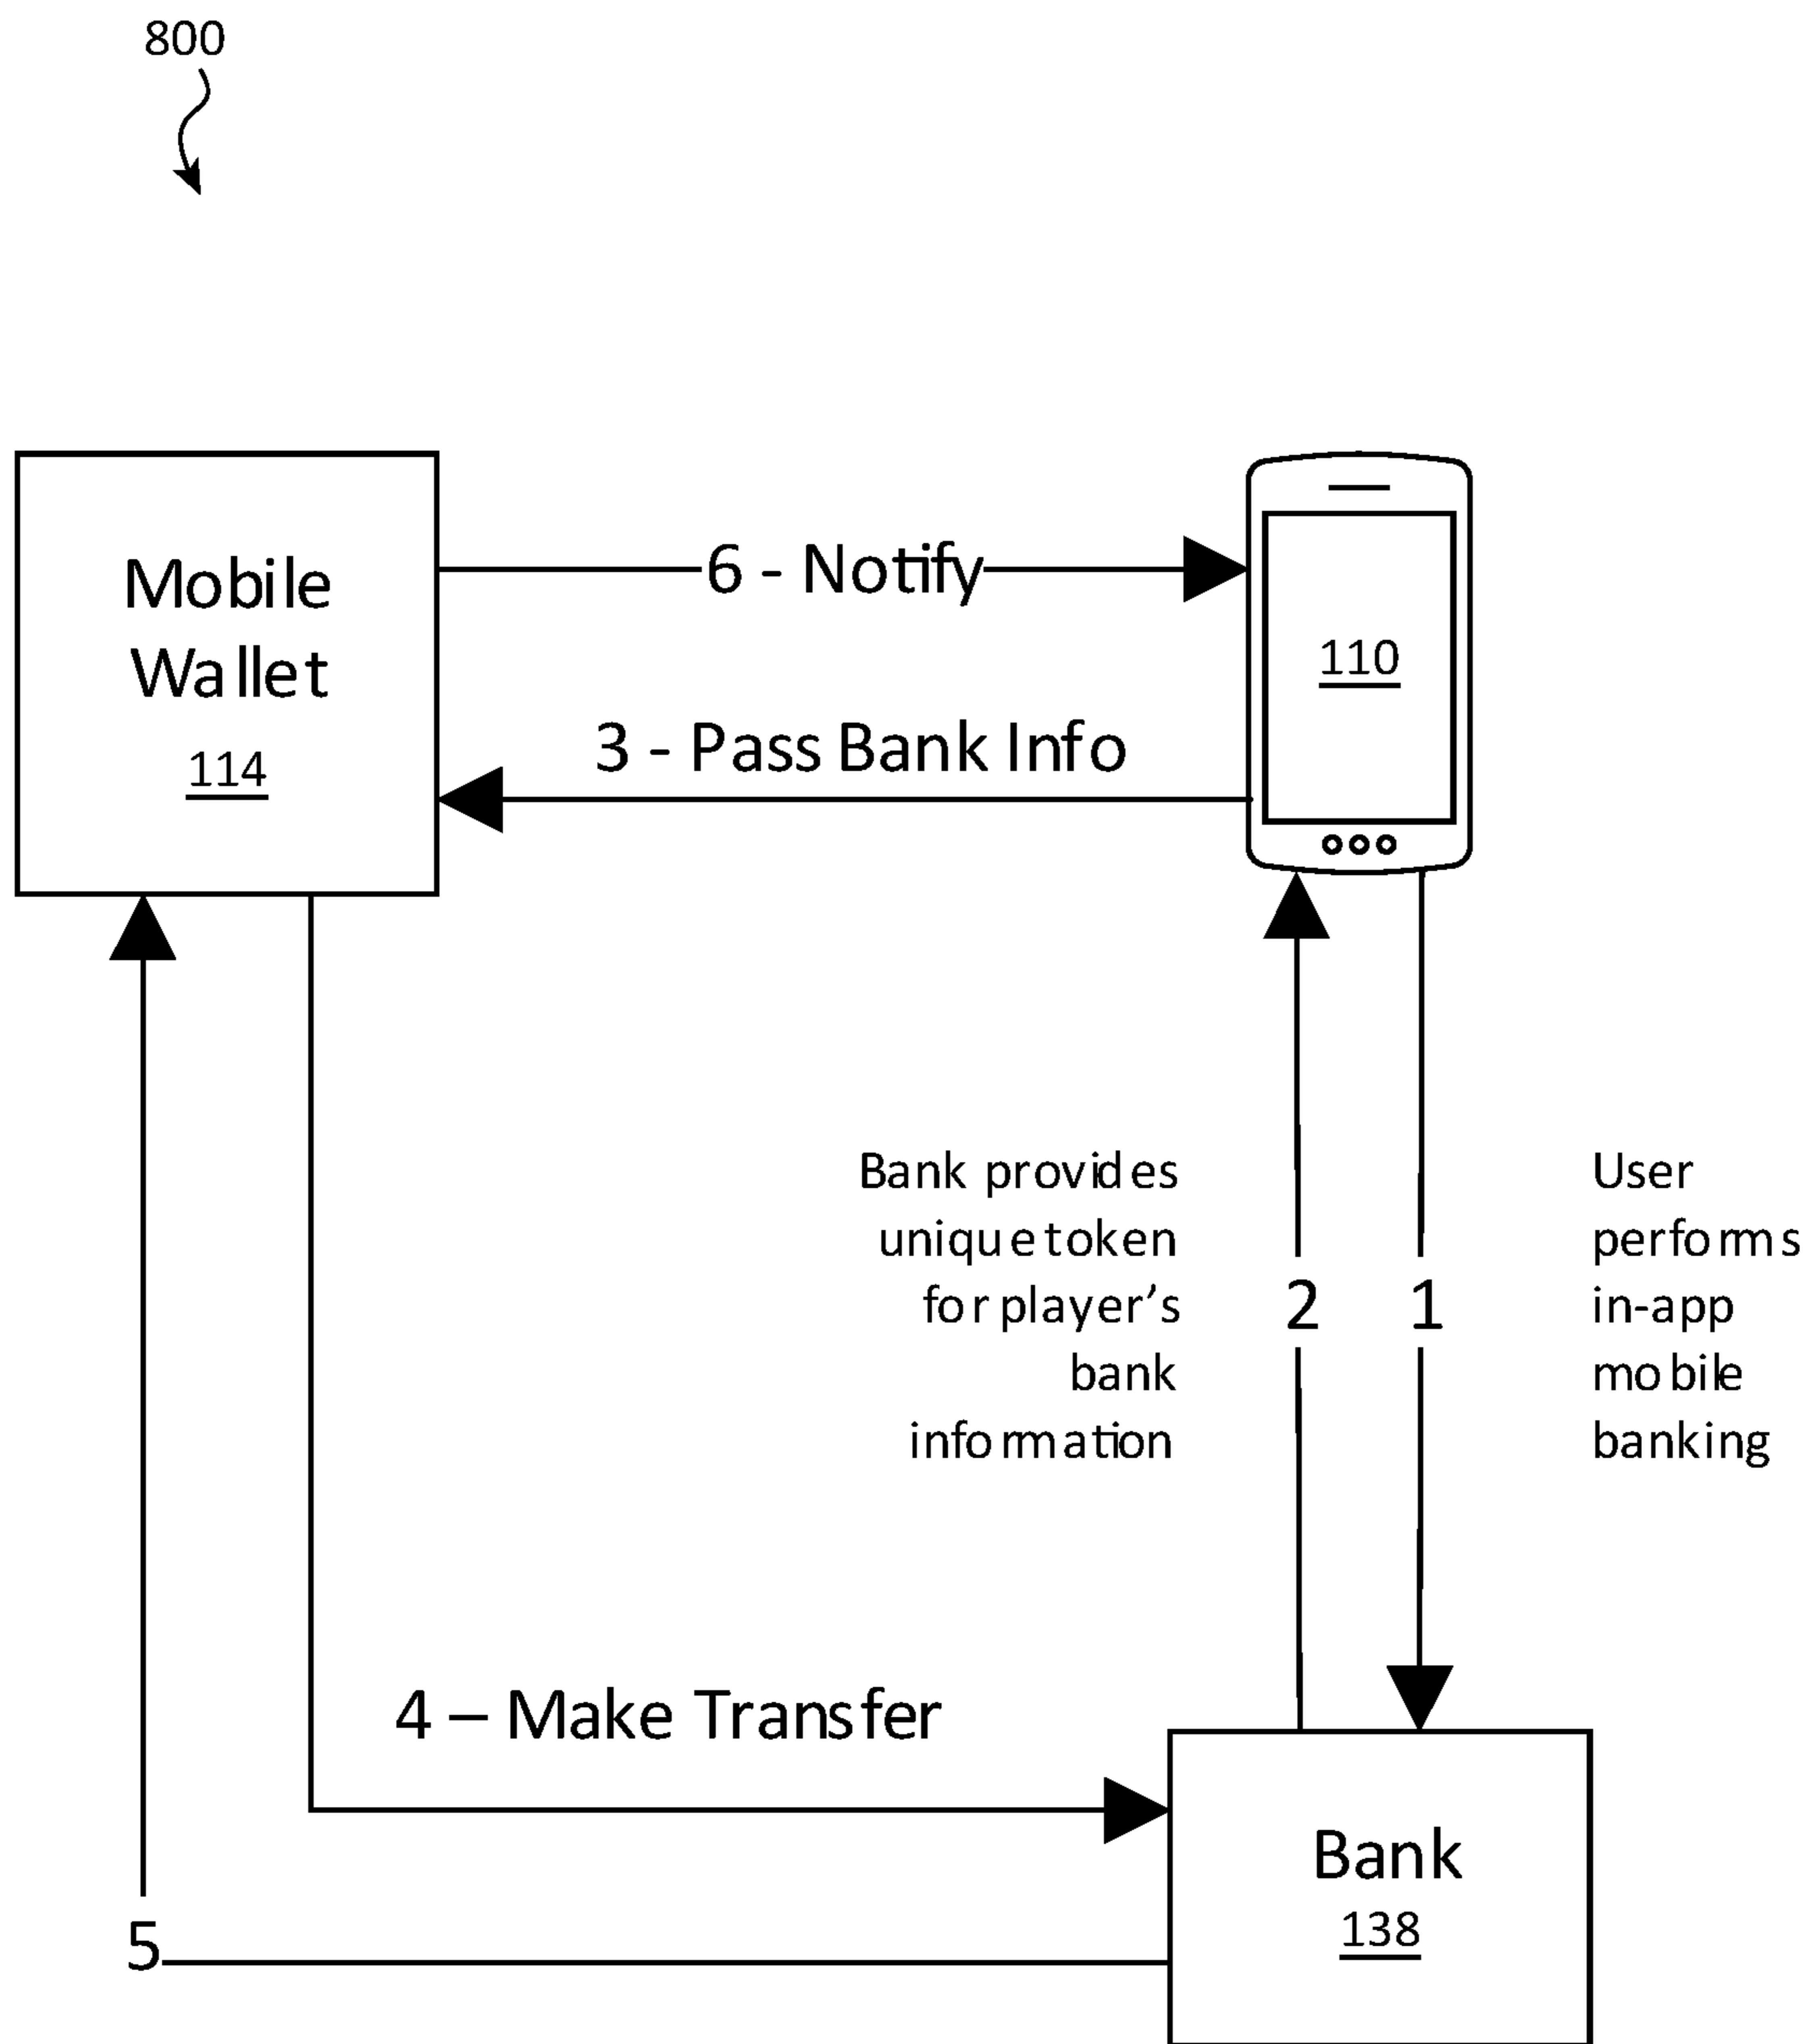 800
Mobile
Wallet
114
6 - Notify
110
3 - Pass Bank Info
Bank provides
unique token
for player’s
bank
information
2
1
User
performs
in-app
mobile
banking
4 – Make Transfer
Bank
138
5